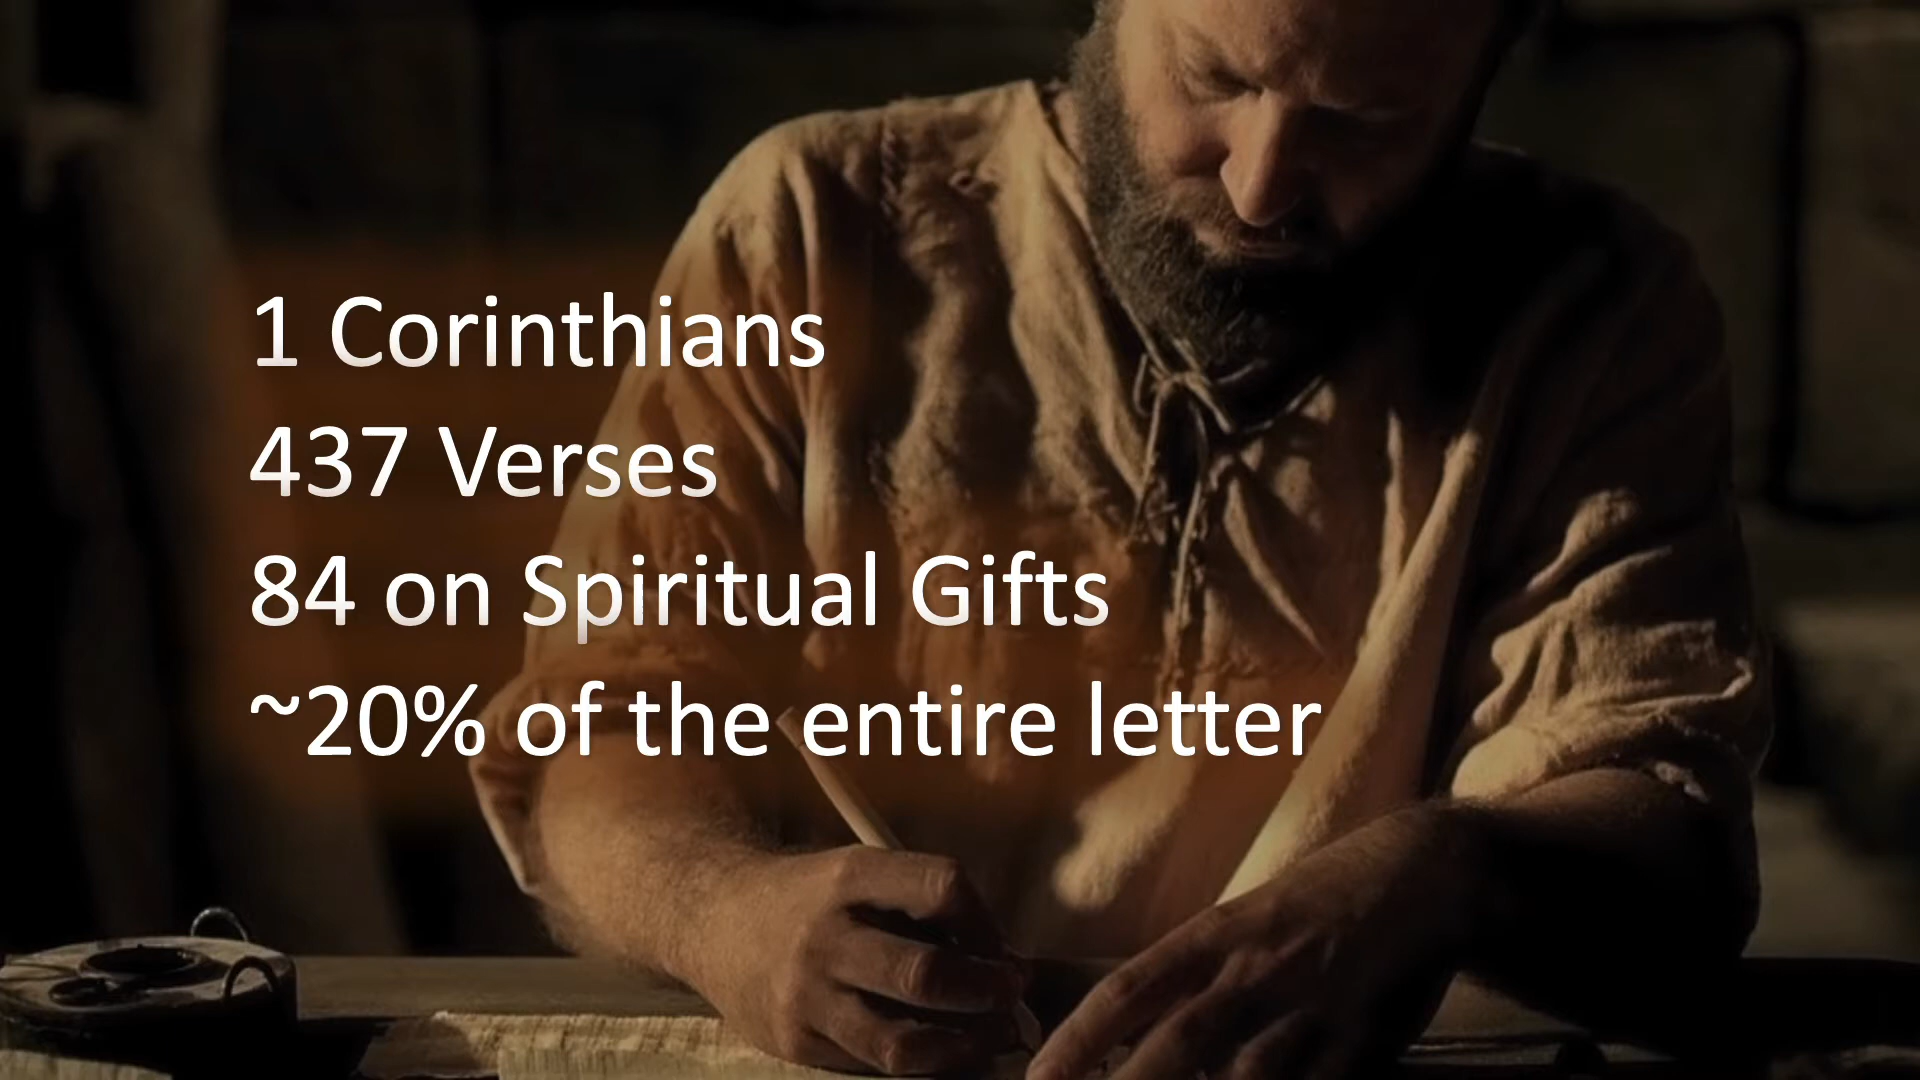 1 Corinthians
437 Verses
84 on Spiritual Gifts
~20% of the entire letter